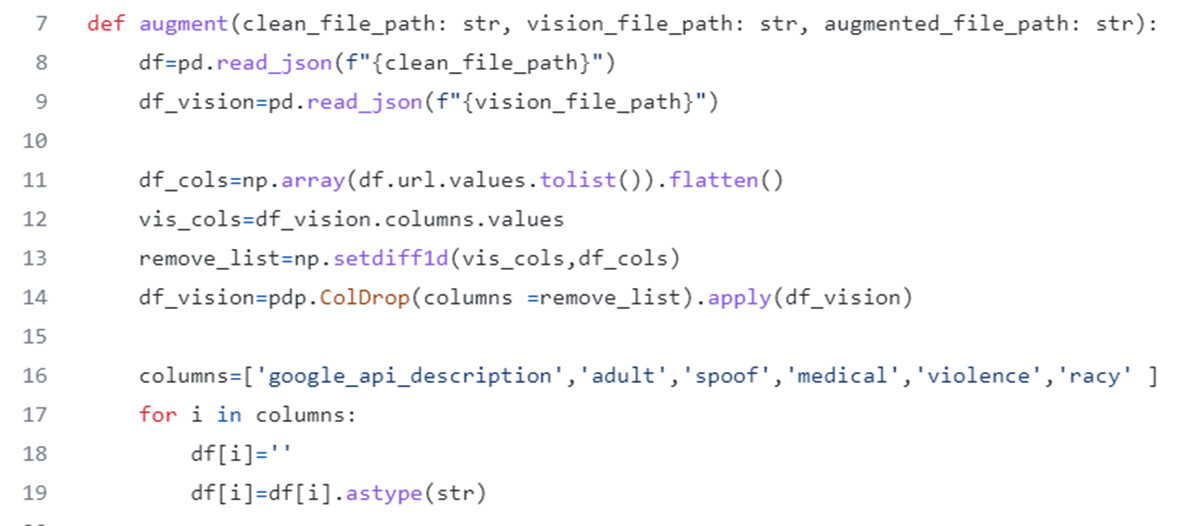 7 def augment(clean_file_path: str, vision_file_path: str, augmented_file_path: str):
8     df=pd.read_json(f"{clean_file_path}")
9     df_vision=pd.read_json(f"{vision_file_path}")
10
11     df_cols=np.array(df.url.values.tolist()).flatten()
12     vis_cols=df_vision.columns.values
13     remove_list=np.setdiff1d(vis_cols,df_cols)
14     df_vision=pdp.ColDrop(columns =remove_list).apply(df_vision)
15
16     columns=['google_api_description','adult','spoof','medical','violence','racy' ]
17     for i in columns:
18         df[i]=''
19         df[i]=df[i].astype(str)